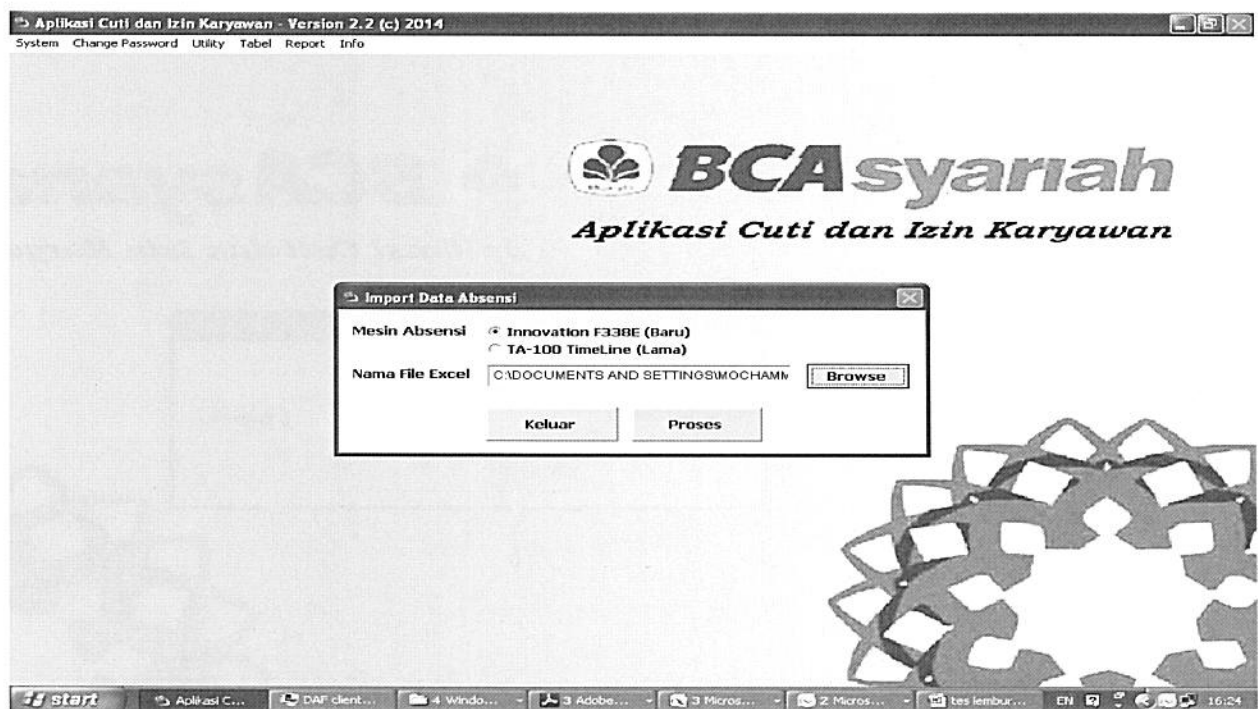 Aplikasi Cuti dan Izin Karyawan - Version 2.2 (c) 2014
System Change Password Utility Tabel Report Info
BCAsyariah
Aplikasi Cuti dan Izin Karyawan
Import Data Absensi
Mesin Absensi Innovation F338E (Baru)
TA-100 TimeLine (Lama)
Nama File Excel C:\DOCUMENTS AND SETTINGS\MOCHAMM Browse
Keluar Proses
start Aplikasi C... DAF client... 4 Windo... 3 Adobe... 3 Micros... 2 Micros... tes lembur... EN 16:24